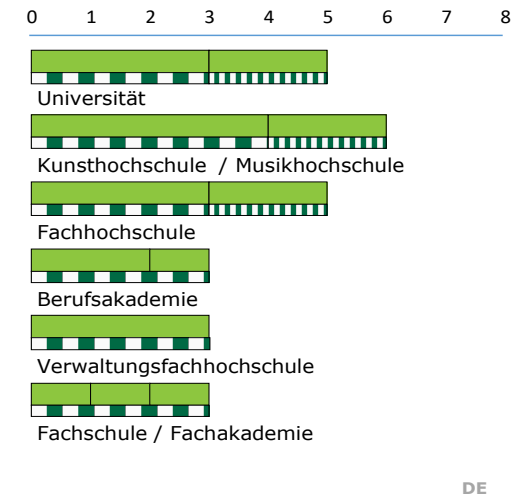 0 1 2 3 4 5 6 7 8
Universität
Kunsthochschule / Musikhochschule
Fachhochschule
Berufsakademie
Verwaltungsfachhochschule
Fachschule / Fachakademie
DE